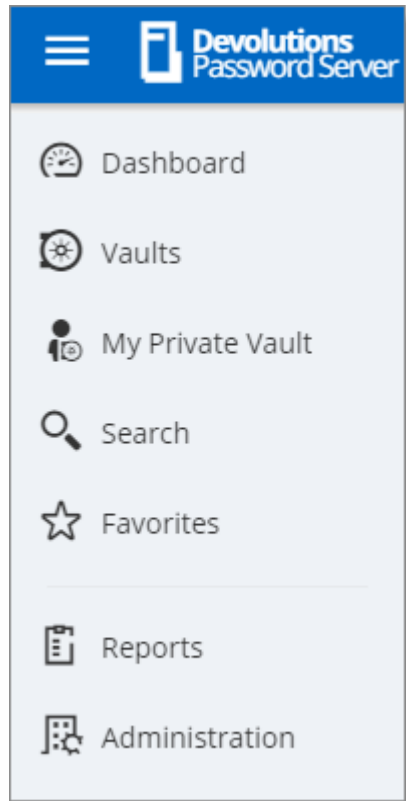 Devolutions
Password Server
Dashboard
Vaults
My Private Vault
Search
Favorites
Reports
Administration